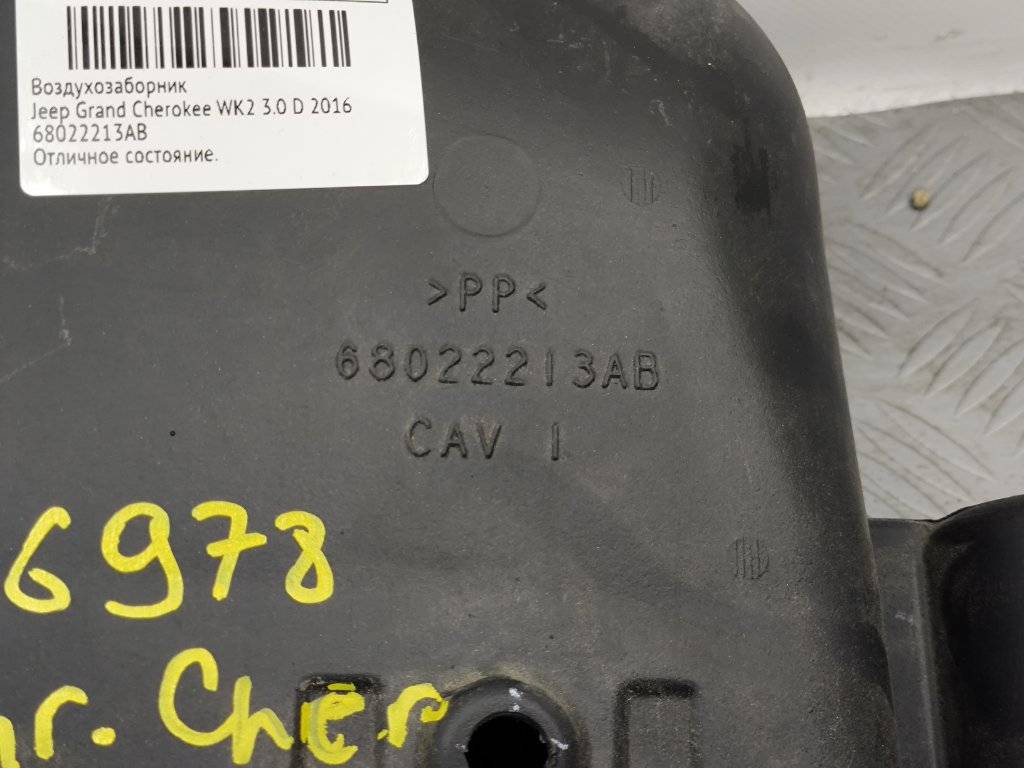 Воздухозаборник
Jeep Grand Cherokee WK2 3.0 D 2016
68022213AB
Отличное состояние.
>PP<
68022213AB
CAV 1
6978
Cher